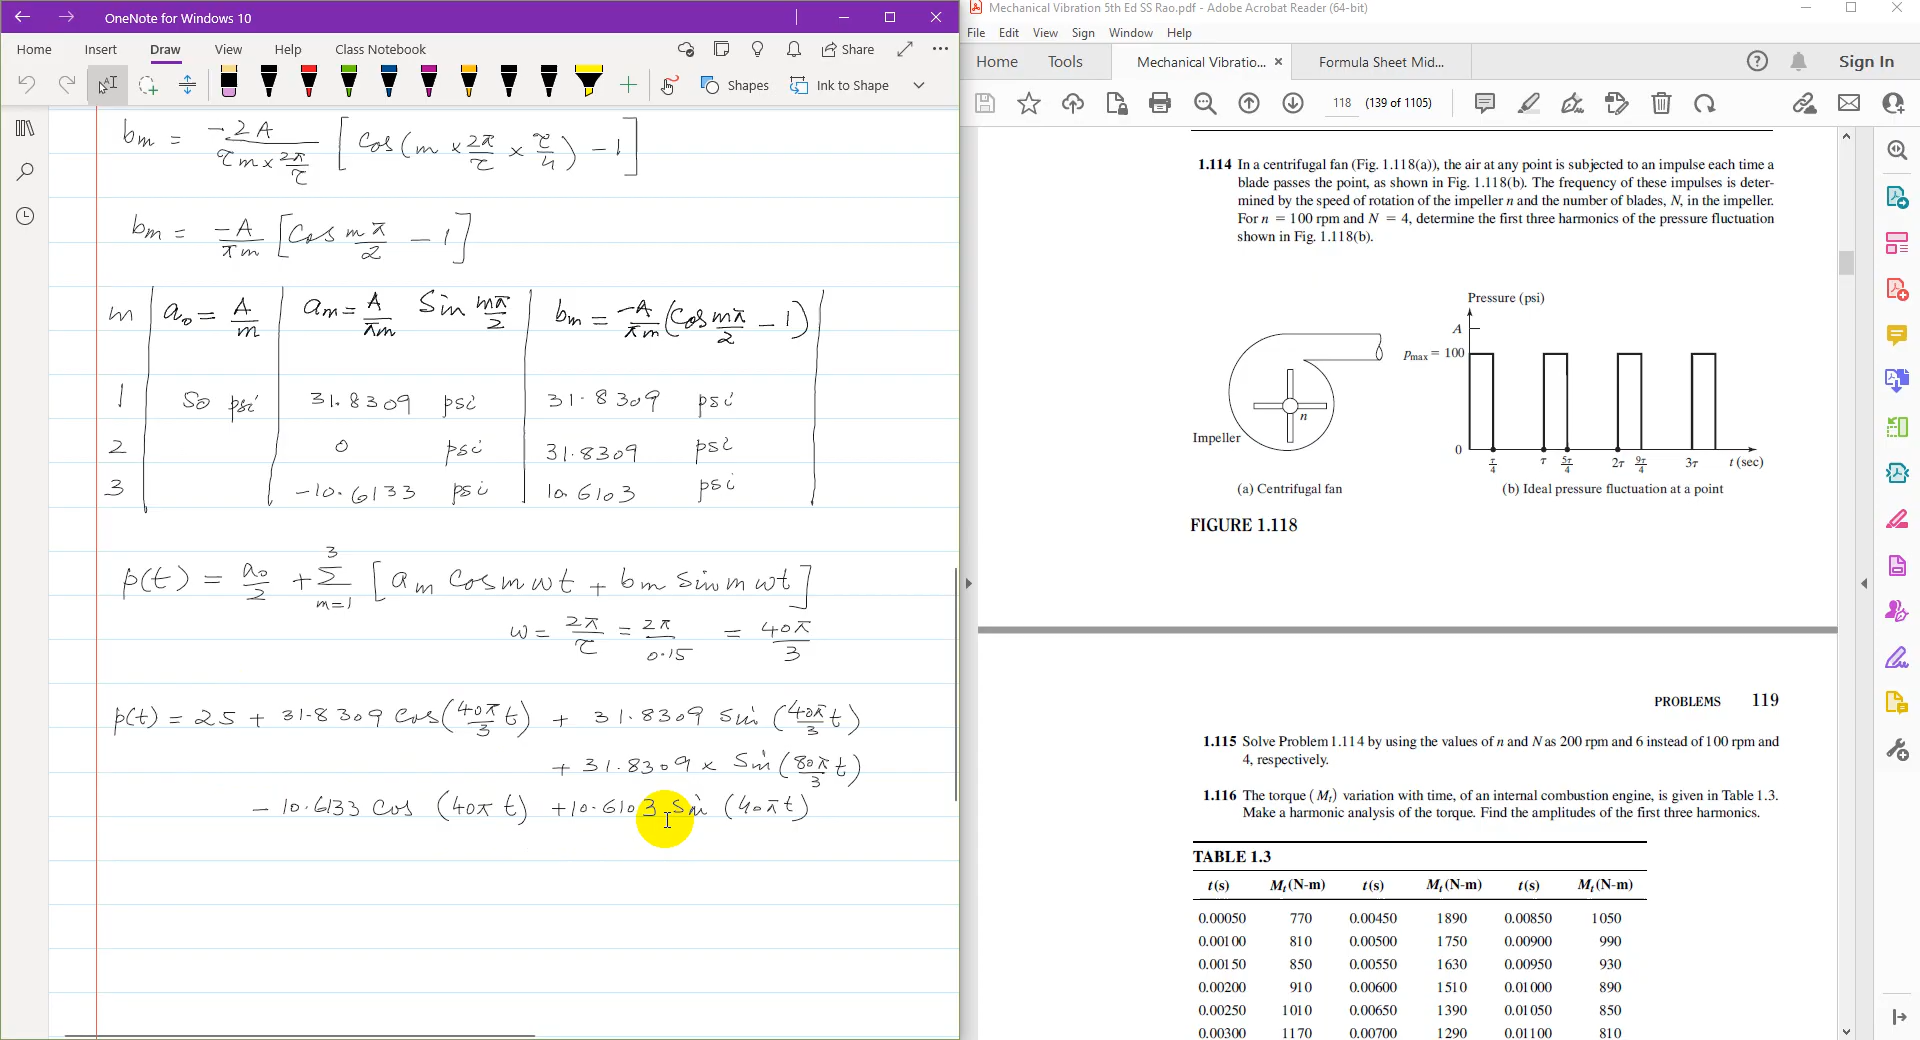 OneNote for Windows 10
Home Insert Draw View Help Class Notebook Share
Shapes Ink to Shape
bm = -2A / τm×2π/τ [Cos(m × 2π/τ × τ/4) - 1]
bm = -A/πm [Cos mπ/2 - 1]
m | a₀ = A/m | am = A/πm Sin mπ/2 | bm = -A/πm (Cos mπ/2 - 1)
1 50 psi 31.8309 psi 31.8309 psi
2 0 psi 31.8309 psi
3 -10.6133 psi 10.6103 psi
p(t) = a₀/2 + 3 Σ m=1 [am Cos mωt + bm Sin mωt]
ω = 2π/τ = 2π/0.15 = 40π/3
p(t) = 25 + 31.8309 Cos(40π/3 t) + 31.8309 Sin(40π/3 t)
+ 31.8309 × Sin(80π/3 t)
- 10.6133 Cos (40π t) + 10.6103 Sin (40πt)
Mechanical Vibration 5th Ed SS Rao.pdf - Adobe Acrobat Reader (64-bit)
File Edit View Sign Window Help
Home Tools Mechanical Vibratio... × Formula Sheet Mid... Sign In
118 (139 of 1105)
1.114 In a centrifugal fan (Fig. 1.118(a)), the air at any point is subjected to an impulse each time a
blade passes the point, as shown in Fig. 1.118(b). The frequency of these impulses is deter-
mined by the speed of rotation of the impeller n and the number of blades, N, in the impeller.
For n = 100 rpm and N = 4, determine the first three harmonics of the pressure fluctuation
shown in Fig. 1.118(b).
Pressure (psi)
A
pmax = 100
n
Impeller
0
τ/4 τ 5τ/4 2τ 9τ/4 3τ t (sec)
(a) Centrifugal fan
(b) Ideal pressure fluctuation at a point
FIGURE 1.118
PROBLEMS 119
1.115 Solve Problem 1.114 by using the values of n and N as 200 rpm and 6 instead of 100 rpm and
4, respectively.
1.116 The torque (Mt) variation with time, of an internal combustion engine, is given in Table 1.3.
Make a harmonic analysis of the torque. Find the amplitudes of the first three harmonics.
TABLE 1.3
t(s) Mt(N-m) t(s) Mt(N-m) t(s) Mt(N-m)
0.00050 770 0.00450 1890 0.00850 1050
0.00100 810 0.00500 1750 0.00900 990
0.00150 850 0.00550 1630 0.00950 930
0.00200 910 0.00600 1510 0.01000 890
0.00250 1010 0.00650 1390 0.01050 850
0.00300 1170 0.00700 1290 0.01100 810